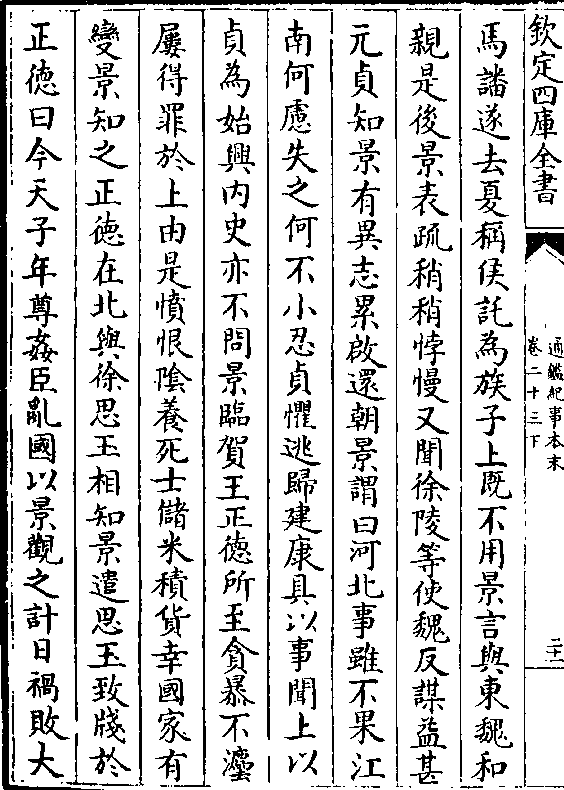 欽定四庫全書
通鑑紀事本末
卷二十三下
二十一
馬譒遂去夏稱侯託為族子上既不用景言與東魏和
親是後景表疏稍稍悖慢又聞徐陵等使魏反謀益甚
元貞知景有異志累啟還朝景謂曰河北事雖不果江
南何慮失之何不小忍貞懼逃歸建康具以事聞上以
貞為始興內史亦不問景臨賀王正德所至貪暴不灋
屢得罪於上由是憤恨陰養死士儲米積貨幸國家有
變景知之正德在北與徐思玉相知景遣思玉致牋於
正德曰今天子年尊姦臣亂國以景觀之計日禍敗大